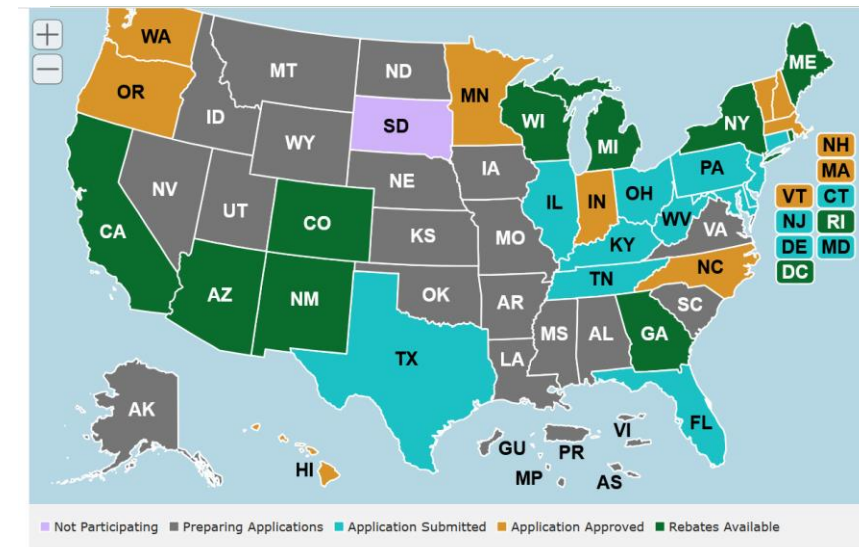 +
−
WA
MT
ND
MN
ME
OR
ID
SD
WI
NY
WY
MI
NH
IA
PA
MA
NV
NE
IL
IN
OH
VT
CT
UT
CO
WV
NJ
RI
CA
KS
MO
KY
VA
DE
MD
NC
DC
AZ
NM
OK
TN
AR
SC
TX
MS
AL
GA
LA
AK
FL
HI
GU
VI
PR
MP
AS
Not Participating Preparing Applications Application Submitted Application Approved Rebates Available